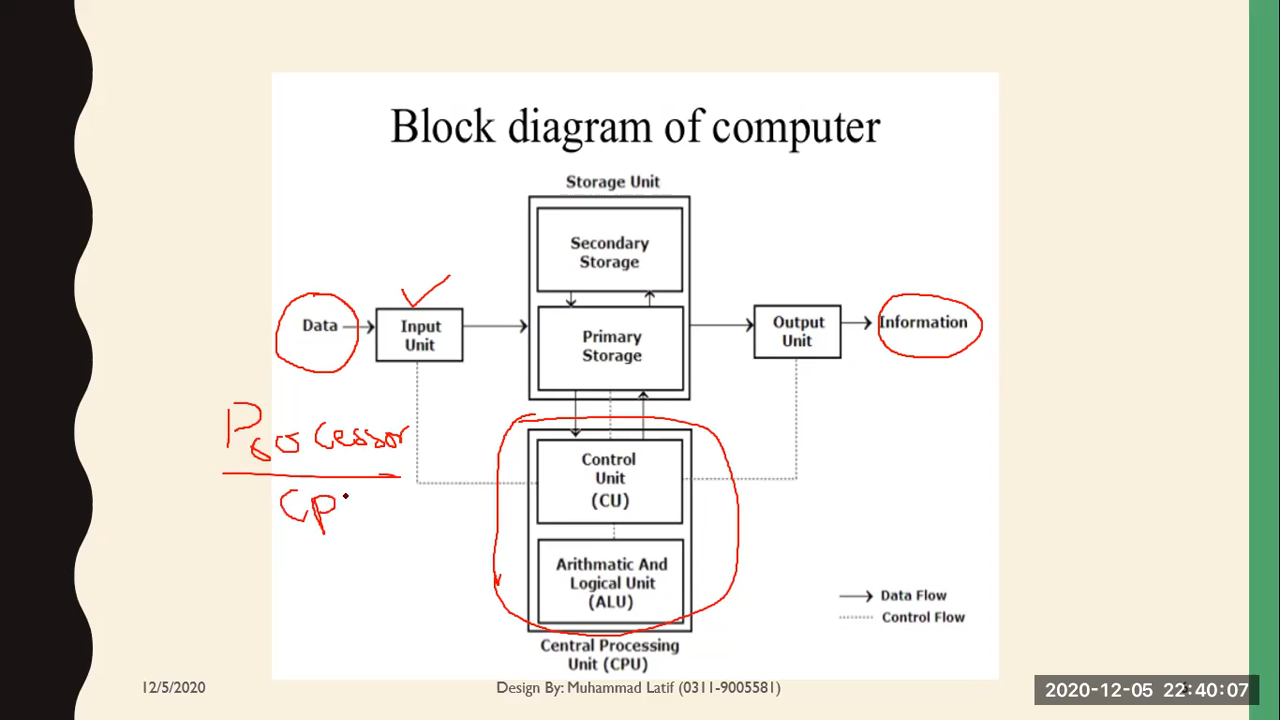 Block diagram of computer
Storage Unit
Secondary
Storage
Data
Input
Unit
Primary
Storage
Output
Unit
Information
Processor
Cp
Control
Unit
(CU)
Arithmatic And
Logical Unit
(ALU)
Data Flow
Control Flow
Central Processing
Unit (CPU)
12/5/2020
Design By: Muhammad Latif (0311-9005581)
2020-12-05 22:40:07